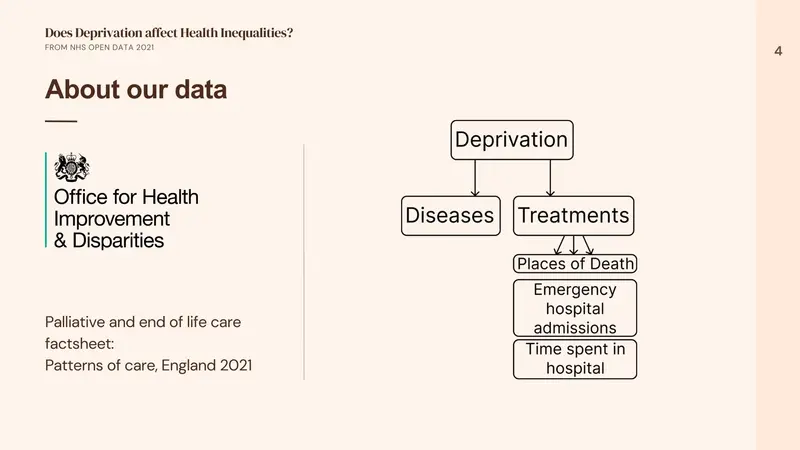 Does Deprivation affect Health Inequalities?
FROM NHS OPEN DATA 2021
4
About our data
Office for Health
Improvement
& Disparities
Palliative and end of life care
factsheet:
Patterns of care, England 2021
Deprivation
Diseases
Treatments
Places of Death
Emergency
hospital
admissions
Time spent in
hospital